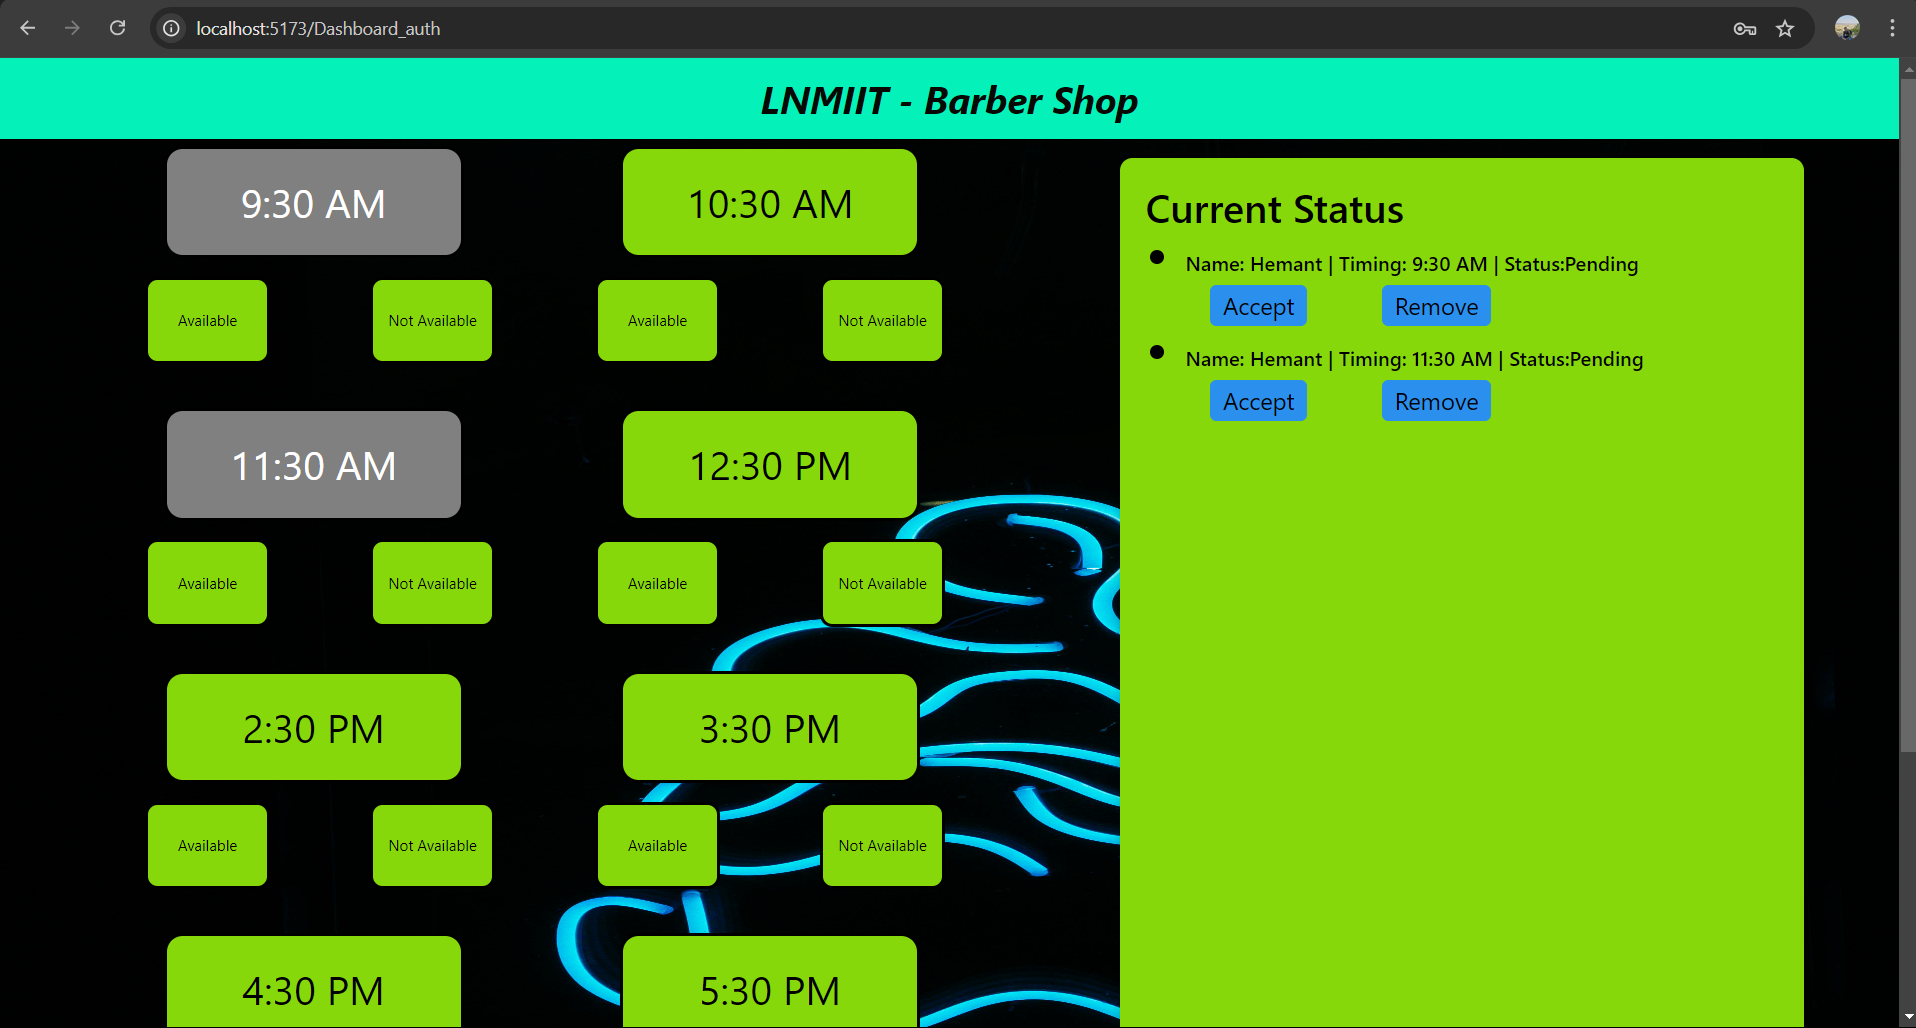 localhost:5173/Dashboard_auth
LNMIIT - Barber Shop
9:30 AM
10:30 AM
Available
Not Available
Available
Not Available
11:30 AM
12:30 PM
Available
Not Available
Available
Not Available
2:30 PM
3:30 PM
Available
Not Available
Available
Not Available
4:30 PM
5:30 PM
Current Status
Name: Hemant | Timing: 9:30 AM | Status:Pending
Accept
Remove
Name: Hemant | Timing: 11:30 AM | Status:Pending
Accept
Remove